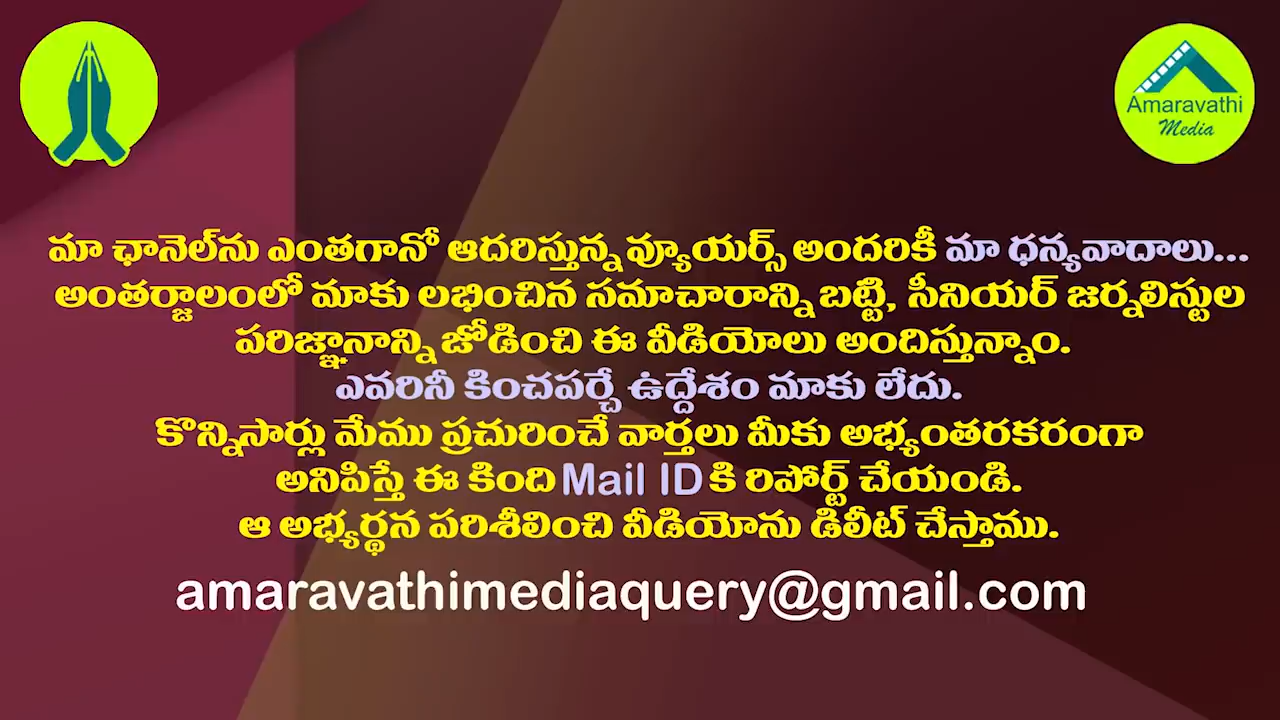 Amaravathi
Media
మా ఛానెల్‌ను ఎంతగానో ఆదరిస్తున్న వ్యూయర్స్ అందరికీ మా ధన్యవాదాలు...
అంతర్జాలంలో మాకు లభించిన సమాచారాన్ని బట్టి, సీనియర్ జర్నలిస్టుల
పరిజ్ఞానాన్ని జోడించి ఈ వీడియోలు అందిస్తున్నాం.
ఎవరినీ కించపర్చే ఉద్దేశం మాకు లేదు.
కొన్నిసార్లు మేము ప్రచురించే వార్తలు మీకు అభ్యంతరకరంగా
అనిపిస్తే ఈ కింది Mail ID కి రిపోర్ట్ చేయండి.
ఆ అభ్యర్థన పరిశీలించి వీడియోను డిలీట్ చేస్తాము.
amaravathimediaquery@gmail.com